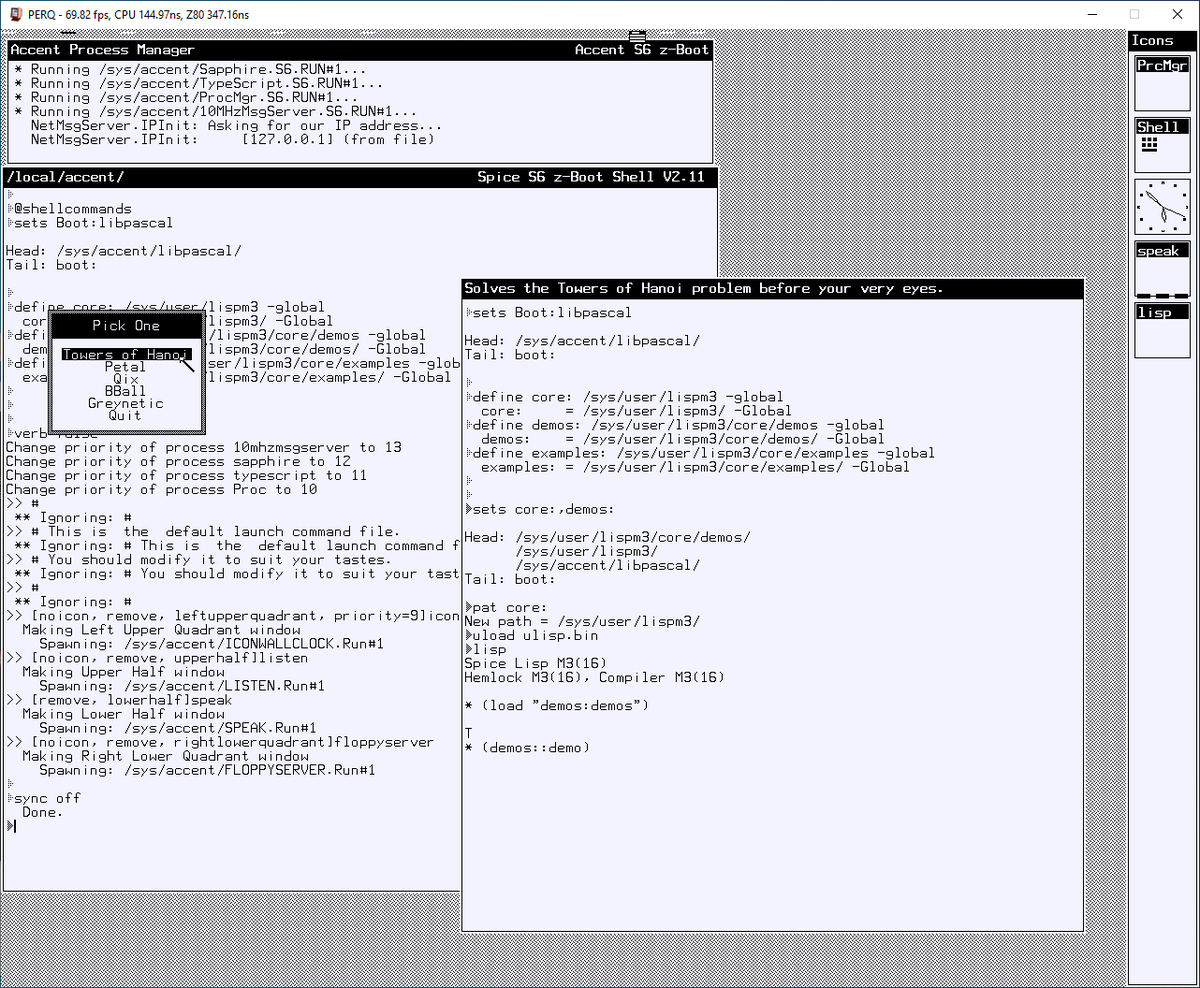 PERQ - 69.82 fps, CPU 144.97ns, Z80 347.16ns
Accent Process Manager Accent S6 z-Boot
* Running /sys/accent/Sapphire.S6.RUN#1...
* Running /sys/accent/TypeScript.S6.RUN#1...
* Running /sys/accent/ProcMgr.S6.RUN#1...
* Running /sys/accent/10MHzMsgServer.S6.RUN#1...
NetMsgServer.IPInit: Asking for our IP address...
NetMsgServer.IPInit: [127.0.0.1] (from file)
/local/accent/ Spice S6 z-Boot Shell V2.11
@shellcommands
sets Boot:libpascal
Head: /sys/accent/libpascal/
Tail: boot:
define core: /sys/user/lispm3 -global
cor lispm3/ -Global
defi /lispm3/core/demos -global
dem lispm3/core/demos/ -Global
defi ser/lispm3/core/examples -glob
exa lispm3/core/examples/ -Global
Pick One
Towers of Hanoi
Petal
Qix
BBall
Greynetic
Quit
Change priority of process 10mhzmsgserver to 13
Change priority of process sapphire to 12
Change priority of process typescript to 11
Change priority of process Proc to 10
>> #
** Ignoring: #
>> # This is  the  default launch command file.
** Ignoring: # This is  the  default launch command f
>> # You should modify it to suit your tastes.
** Ignoring: # You should modify it to suit your tast
>> #
** Ignoring: #
>> [noicon, remove, leftupperquadrant, priority=9]icon
Making Left Upper Quadrant window
Spawning: /sys/accent/ICONWALLCLOCK.Run#1
>> [noicon, remove, upperhalf]listen
Making Upper Half window
Spawning: /sys/accent/LISTEN.Run#1
>> [remove, lowerhalf]speak
Making Lower Half window
Spawning: /sys/accent/SPEAK.Run#1
>> [noicon, remove, rightlowerquadrant]floppyserver
Making Right Lower Quadrant window
Spawning: /sys/accent/FLOPPYSERVER.Run#1
sync off
Done.
Solves the Towers of Hanoi problem before your very eyes.
sets Boot:libpascal
Head: /sys/accent/libpascal/
Tail: boot:
define core: /sys/user/lispm3 -global
core: = /sys/user/lispm3/ -Global
define demos: /sys/user/lispm3/core/demos -global
demos: = /sys/user/lispm3/core/demos/ -Global
define examples: /sys/user/lispm3/core/examples -global
examples: = /sys/user/lispm3/core/examples/ -Global
sets core:,demos:
Head: /sys/user/lispm3/core/demos/
/sys/user/lispm3/
/sys/accent/libpascal/
Tail: boot:
pat core:
New path = /sys/user/lispm3/
uload ulisp.bin
lisp
Spice Lisp M3(16)
Hemlock M3(16), Compiler M3(16)
* (load "demos:demos")
T
* (demos::demo)
Icons
PrcMgr
Shell
speak
lisp